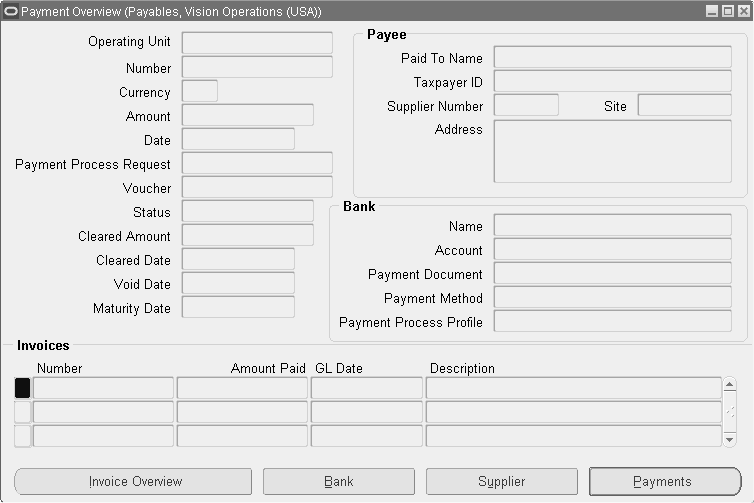 Payment Overview (Payables, Vision Operations (USA))
Operating Unit
Number
Currency
Amount
Date
Payment Process Request
Voucher
Status
Cleared Amount
Cleared Date
Void Date
Maturity Date
Payee
Paid To Name
Taxpayer ID
Supplier Number Site
Address
Bank
Name
Account
Payment Document
Payment Method
Payment Process Profile
Invoices
Number Amount Paid GL Date Description
Invoice Overview Bank Supplier Payments